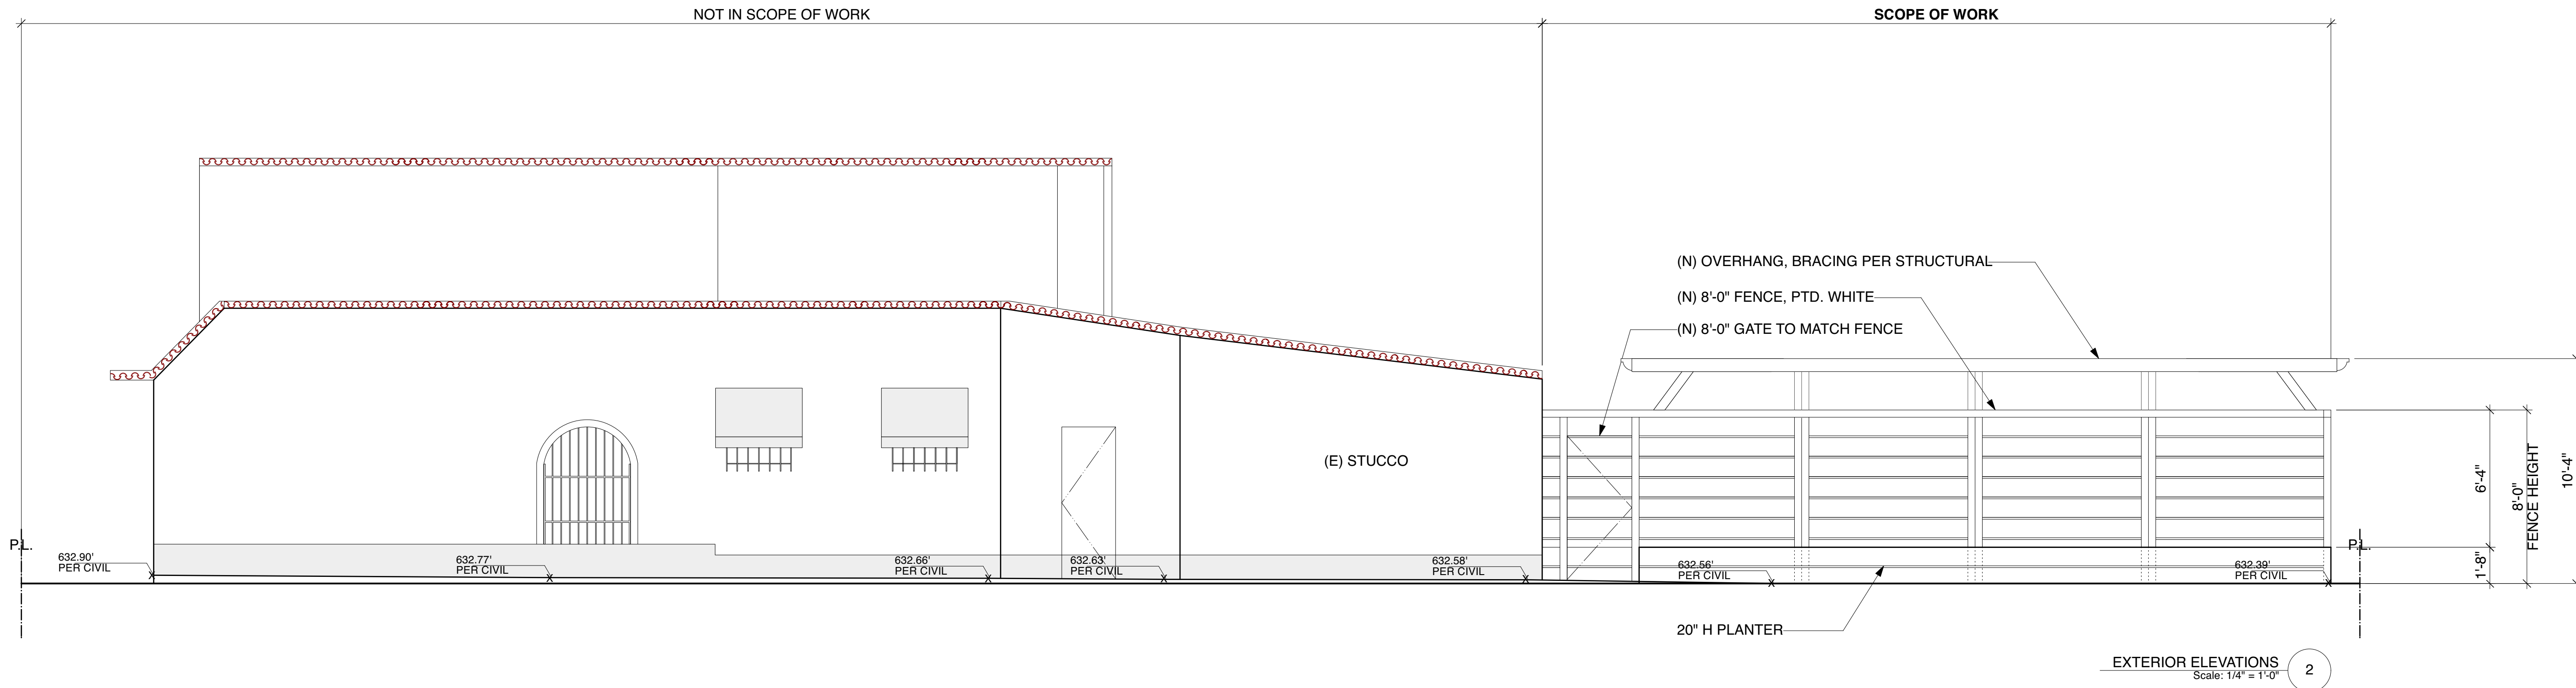 NOT IN SCOPE OF WORK
SCOPE OF WORK
(N) OVERHANG, BRACING PER STRUCTURAL
(N) 8'-0" FENCE, PTD. WHITE
(N) 8'-0" GATE TO MATCH FENCE
(E) STUCCO
6'-4"
8'-0"
FENCE HEIGHT
10'-4"
1'-8"
P.L.
632.90'
PER CIVIL
632.77'
PER CIVIL
632.66'
PER CIVIL
632.63'
PER CIVIL
632.58'
PER CIVIL
632.56'
PER CIVIL
632.39'
PER CIVIL
P.L.
20" H PLANTER
EXTERIOR ELEVATIONS
Scale: 1/4" = 1'-0"
2